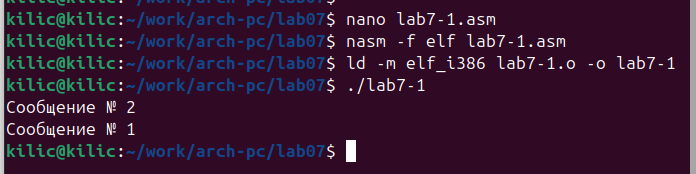 kilic@kilic:~/work/arch-pc/lab07$ nano lab7-1.asm
kilic@kilic:~/work/arch-pc/lab07$ nasm -f elf lab7-1.asm
kilic@kilic:~/work/arch-pc/lab07$ ld -m elf_i386 lab7-1.o -o lab7-1
kilic@kilic:~/work/arch-pc/lab07$ ./lab7-1
Сообщение № 2
Сообщение № 1
kilic@kilic:~/work/arch-pc/lab07$